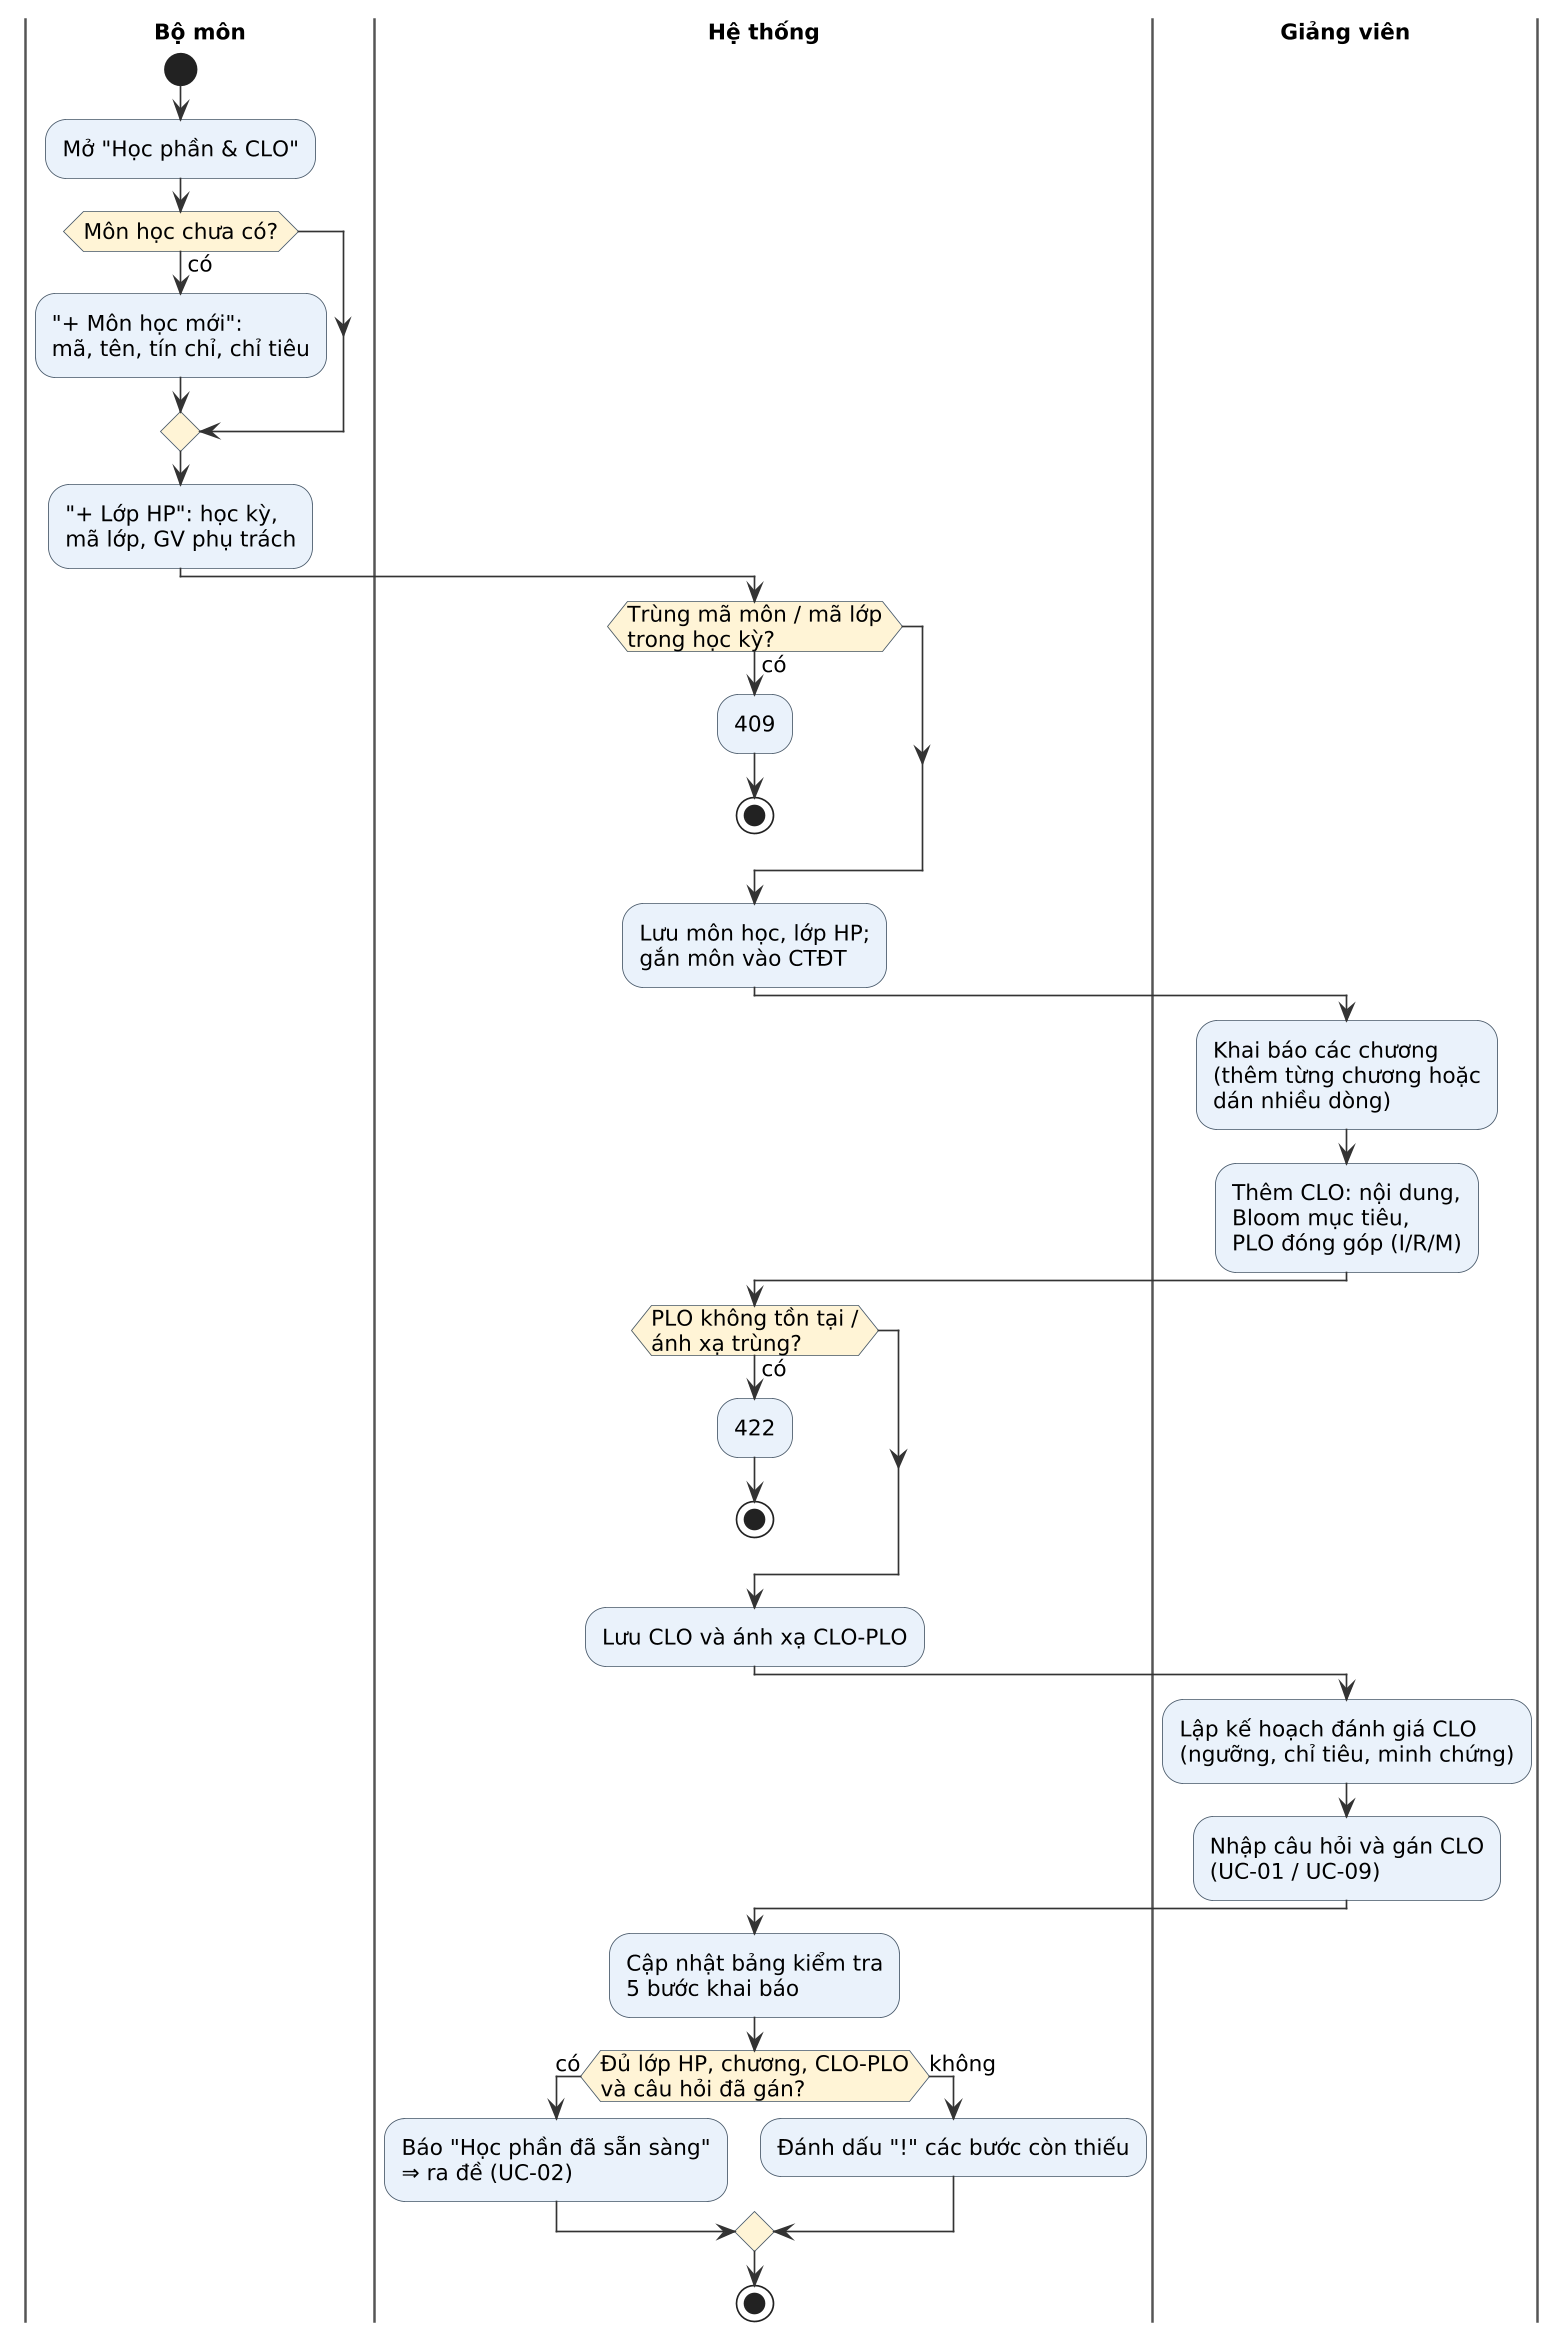 Bộ môn
Hệ thống
Giảng viên
Mở "Học phần & CLO"
Môn học chưa có?
có
"+ Môn học mới":
mã, tên, tín chỉ, chỉ tiêu
"+ Lớp HP": học kỳ,
mã lớp, GV phụ trách
Trùng mã môn / mã lớp
trong học kỳ?
có
409
Lưu môn học, lớp HP;
gắn môn vào CTĐT
Khai báo các chương
(thêm từng chương hoặc
dán nhiều dòng)
Thêm CLO: nội dung,
Bloom mục tiêu,
PLO đóng góp (I/R/M)
PLO không tồn tại /
ánh xạ trùng?
có
422
Lưu CLO và ánh xạ CLO-PLO
Lập kế hoạch đánh giá CLO
(ngưỡng, chỉ tiêu, minh chứng)
Nhập câu hỏi và gán CLO
(UC-01 / UC-09)
Cập nhật bảng kiểm tra
5 bước khai báo
có
Đủ lớp HP, chương, CLO-PLO
và câu hỏi đã gán?
không
Báo "Học phần đã sẵn sàng"
⇒ ra đề (UC-02)
Đánh dấu "!" các bước còn thiếu